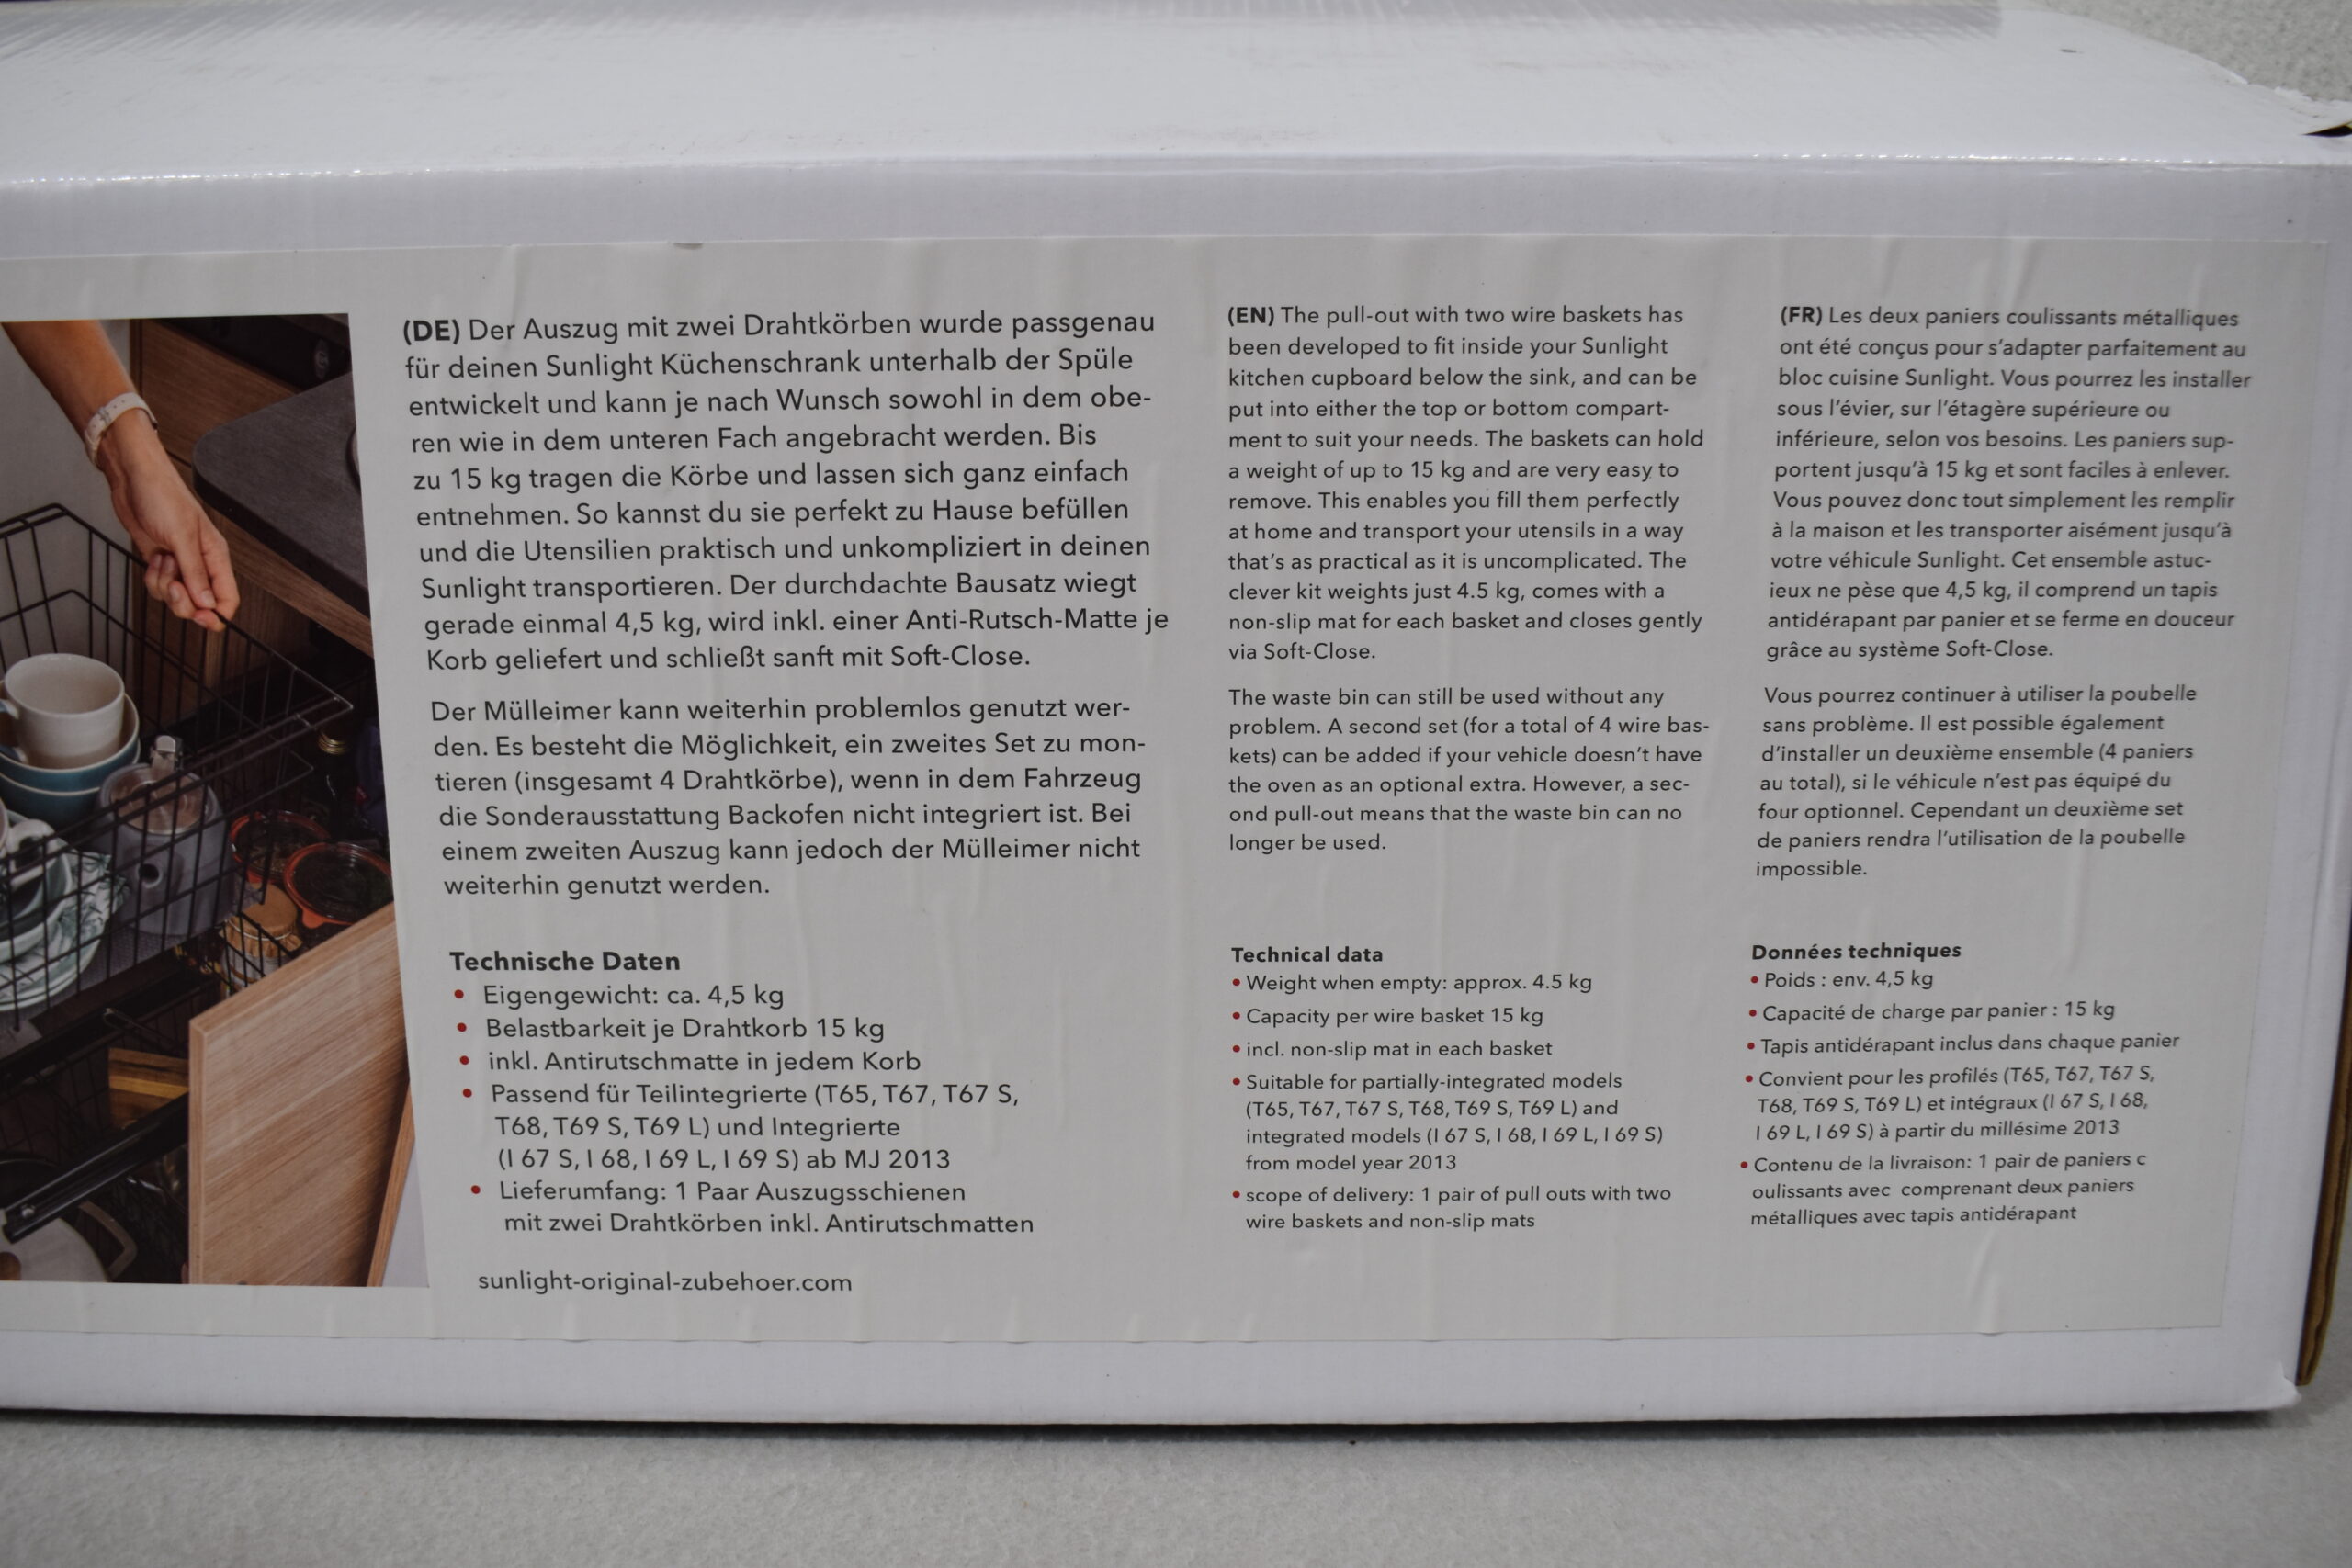 (DE) Der Auszug mit zwei Drahtkörben wurde passgenau
für deinen Sunlight Küchenschrank unterhalb der Spüle
entwickelt und kann je nach Wunsch sowohl in dem obe-
ren wie in dem unteren Fach angebracht werden. Bis
zu 15 kg tragen die Körbe und lassen sich ganz einfach
entnehmen. So kannst du sie perfekt zu Hause befüllen
und die Utensilien praktisch und unkompliziert in deinen
Sunlight transportieren. Der durchdachte Bausatz wiegt
gerade einmal 4,5 kg, wird inkl. einer Anti-Rutsch-Matte je
Korb geliefert und schließt sanft mit Soft-Close.
Der Mülleimer kann weiterhin problemlos genutzt wer-
den. Es besteht die Möglichkeit, ein zweites Set zu mon-
tieren (insgesamt 4 Drahtkörbe), wenn in dem Fahrzeug
die Sonderausstattung Backofen nicht integriert ist. Bei
einem zweiten Auszug kann jedoch der Mülleimer nicht
weiterhin genutzt werden.
Technische Daten
• Eigengewicht: ca. 4,5 kg
• Belastbarkeit je Drahtkorb 15 kg
• inkl. Antirutschmatte in jedem Korb
• Passend für Teilintegrierte (T65, T67, T67 S,
T68, T69 S, T69 L) und Integrierte
(I 67 S, I 68, I 69 L, I 69 S) ab MJ 2013
• Lieferumfang: 1 Paar Auszugsschienen
mit zwei Drahtkörben inkl. Antirutschmatten
sunlight-original-zubehoer.com
(EN) The pull-out with two wire baskets has
been developed to fit inside your Sunlight
kitchen cupboard below the sink, and can be
put into either the top or bottom compart-
ment to suit your needs. The baskets can hold
a weight of up to 15 kg and are very easy to
remove. This enables you fill them perfectly
at home and transport your utensils in a way
that's as practical as it is uncomplicated. The
clever kit weights just 4.5 kg, comes with a
non-slip mat for each basket and closes gently
via Soft-Close.
The waste bin can still be used without any
problem. A second set (for a total of 4 wire bas-
kets) can be added if your vehicle doesn't have
the oven as an optional extra. However, a sec-
ond pull-out means that the waste bin can no
longer be used.
Technical data
• Weight when empty: approx. 4.5 kg
• Capacity per wire basket 15 kg
• incl. non-slip mat in each basket
• Suitable for partially-integrated models
(T65, T67, T67 S, T68, T69 S, T69 L) and
integrated models (I 67 S, I 68, I 69 L, I 69 S)
from model year 2013
• scope of delivery: 1 pair of pull outs with two
wire baskets and non-slip mats
(FR) Les deux paniers coulissants métalliques
ont été conçus pour s'adapter parfaitement au
bloc cuisine Sunlight. Vous pourrez les installer
sous l'évier, sur l'étagère supérieure ou
inférieure, selon vos besoins. Les paniers sup-
portent jusqu'à 15 kg et sont faciles à enlever.
Vous pouvez donc tout simplement les remplir
à la maison et les transporter aisément jusqu'à
votre véhicule Sunlight. Cet ensemble astuc-
ieux ne pèse que 4,5 kg, il comprend un tapis
antidérapant par panier et se ferme en douceur
grâce au système Soft-Close.
Vous pourrez continuer à utiliser la poubelle
sans problème. Il est possible également
d'installer un deuxième ensemble (4 paniers
au total), si le véhicule n'est pas équipé du
four optionnel. Cependant un deuxième set
de paniers rendra l'utilisation de la poubelle
impossible.
Données techniques
• Poids : env. 4,5 kg
• Capacité de charge par panier : 15 kg
• Tapis antidérapant inclus dans chaque panier
• Convient pour les profilés (T65, T67, T67 S,
T68, T69 S, T69 L) et intégraux (I 67 S, I 68,
I 69 L, I 69 S) à partir du millésime 2013
• Contenu de la livraison: 1 pair de paniers c
oulissants avec comprenant deux paniers
métalliques avec tapis antidérapant